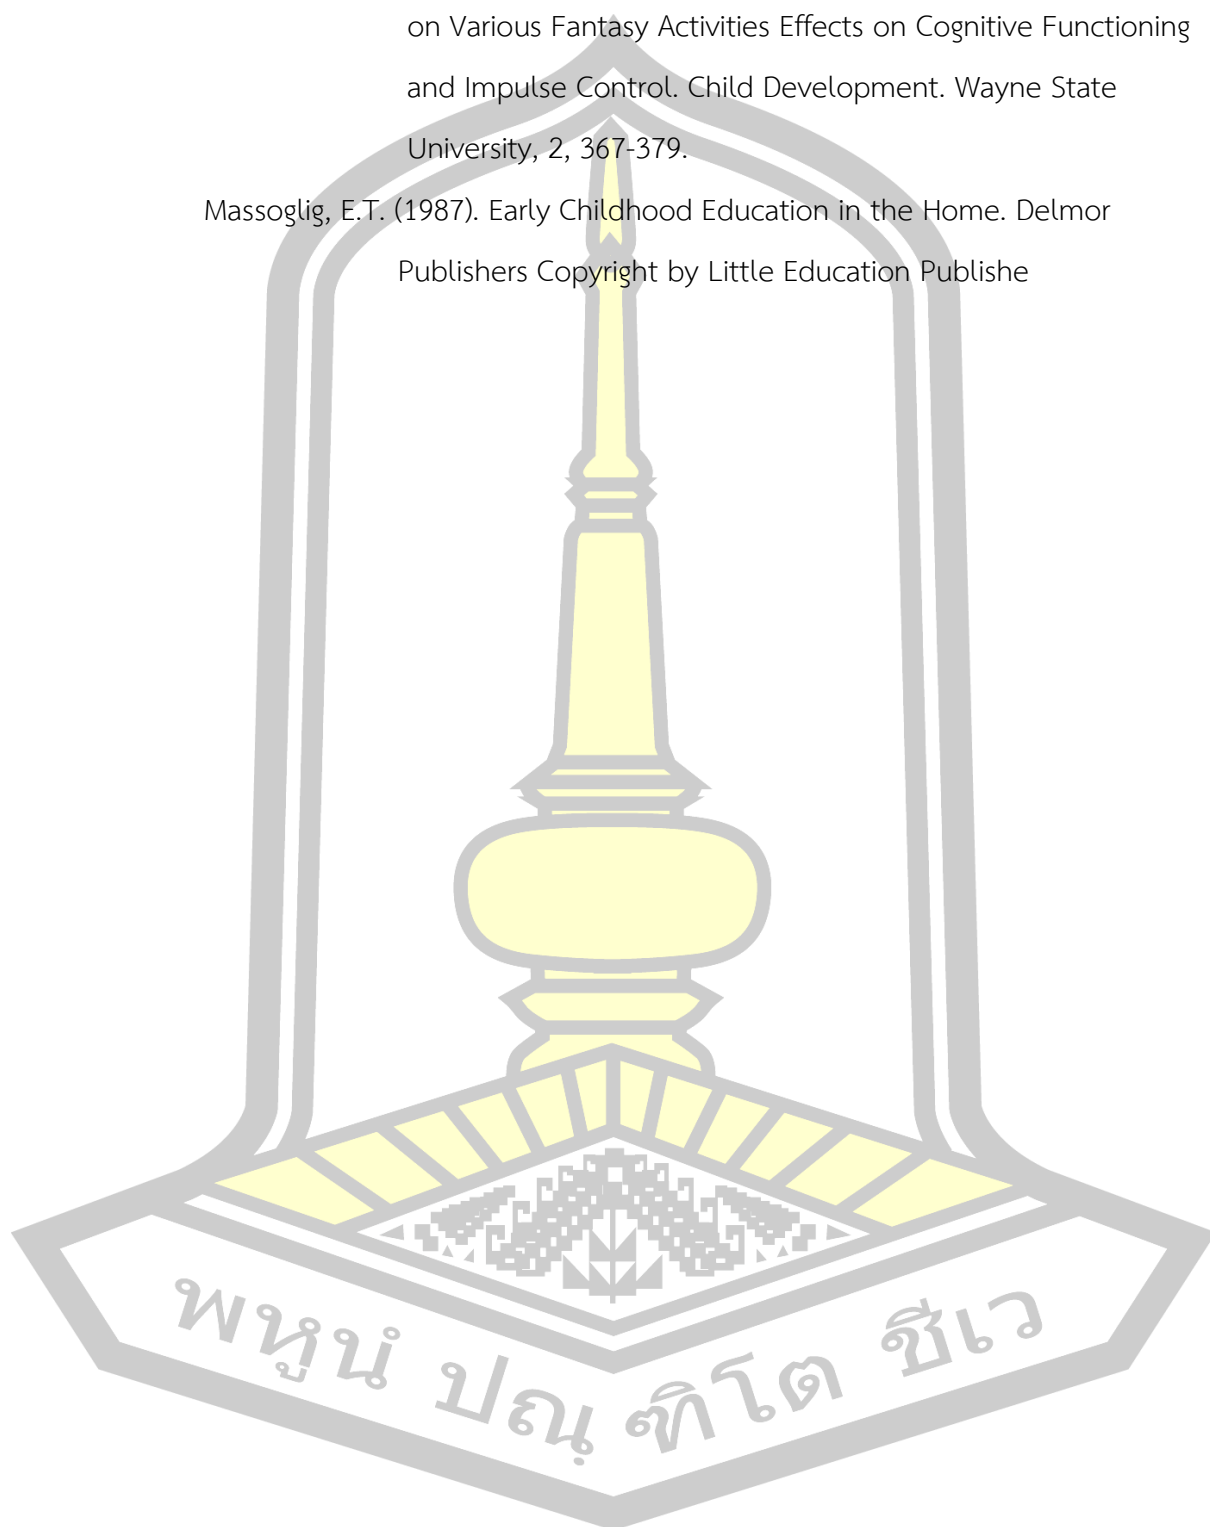 on Various Fantasy Activities Effects on Cognitive Functioning
and Impulse Control. Child Development. Wayne State
University, 2, 367-379.
Massoglig, E.T. (1987). Early Childhood Education in the Home. Delmor
Publishers Copyright by Little Education Publishe
พหูนํ ปณฺฑิโต ชีเว